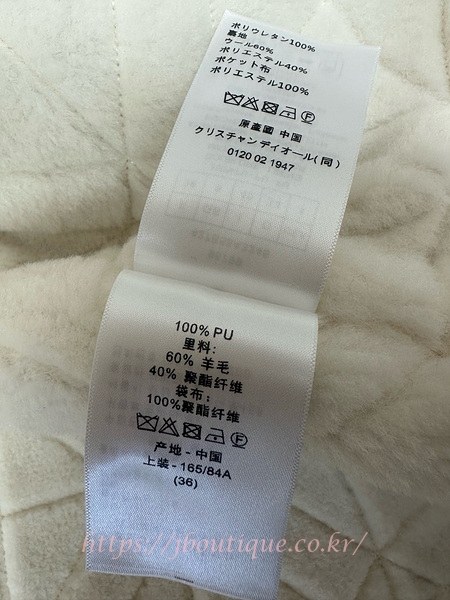 ポリウレタン100%
裏地
ウール60%
ポリエステル40%
ポケット布
ポリエステル100%
原産國 中国
クリスチャンディオール(同)
0120 02 1947
100% PU
里料:
60% 羊毛
40% 聚酯纤维
袋布:
100%聚酯纤维
产地 - 中国
上装 - 165/84A
(36)
https://jboutique.co.kr/